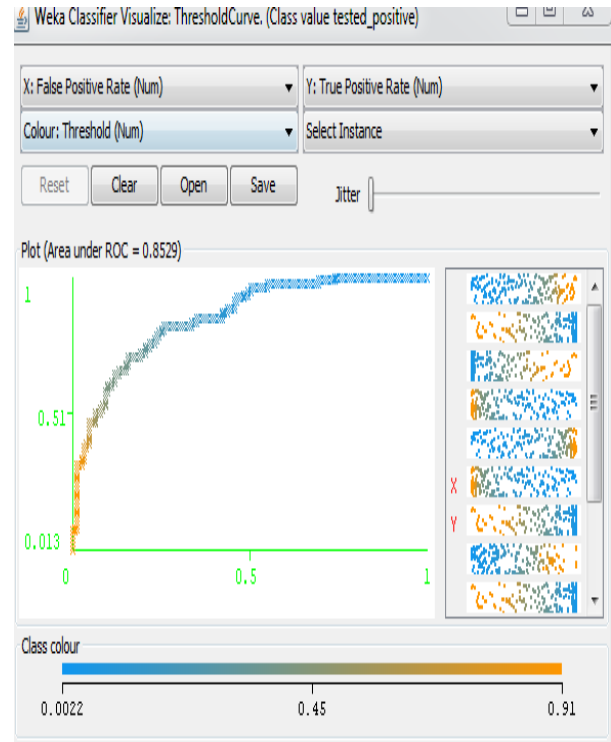 Weka Classifier Visualize: ThresholdCurve. (Class value tested_positive)
X: False Positive Rate (Num) Y: True Positive Rate (Num)
Colour: Threshold (Num) Select Instance
Reset Clear Open Save Jitter
Plot (Area under ROC = 0.8529)
1
0.51
X
Y
0.013
0 0.5 1
Class colour
0.0022 0.45 0.91